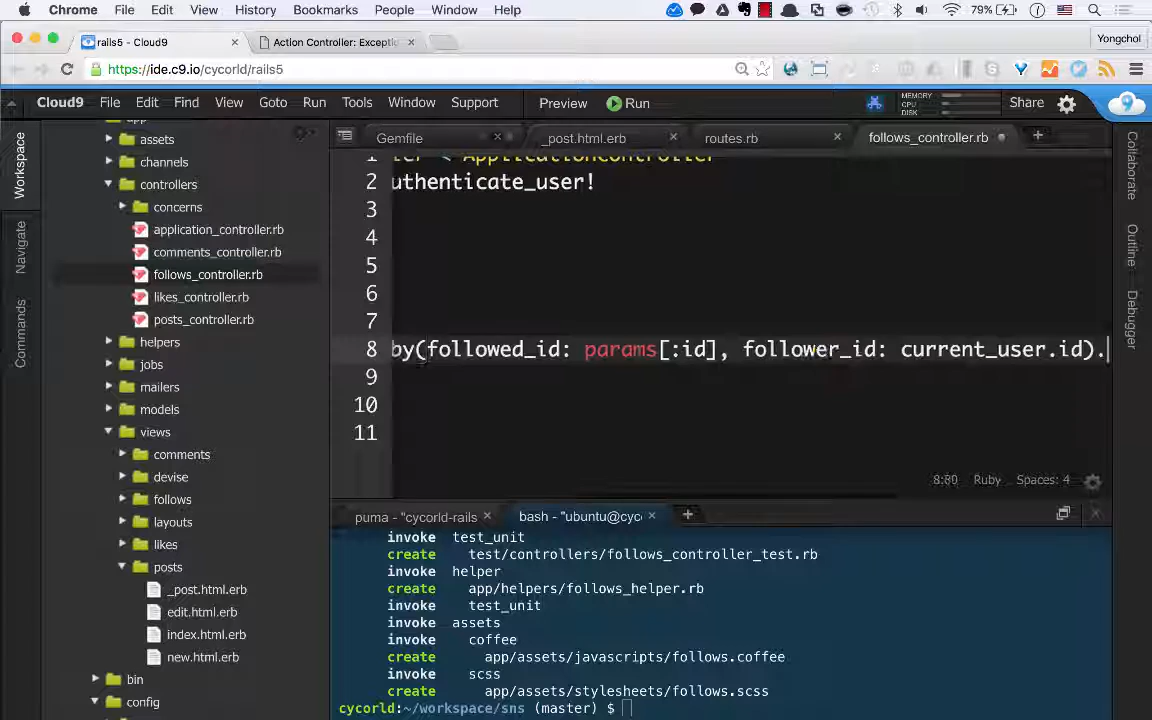 Chrome File Edit View History Bookmarks People Window Help 79%
rails5 - Cloud9 × Action Controller: Exceptio × Yongchol
https://ide.c9.io/cycorld/rails5
Cloud9 File Edit Find View Goto Run Tools Window Support Preview Run MEMORY CPU DISK Share
Workspace
Navigate
Commands
app
assets
channels
controllers
concerns
application_controller.rb
comments_controller.rb
follows_controller.rb
likes_controller.rb
posts_controller.rb
helpers
jobs
mailers
models
views
comments
devise
follows
layouts
likes
posts
_post.html.erb
edit.html.erb
index.html.erb
new.html.erb
bin
config
Gemfile × _post.html.erb × routes.rb × follows_controller.rb
1 ller < ApplicationController
2 uthenticate_user!
3
4
5
6
7
8 by(followed_id: params[:id], follower_id: current_user.id).
9
10
11
8:80 Ruby Spaces: 4
Collaborate
Outline
Debugger
puma - "cycorld-rails × bash - "ubuntu@cyc ×
invoke test_unit
create test/controllers/follows_controller_test.rb
invoke helper
create app/helpers/follows_helper.rb
invoke test_unit
invoke assets
invoke coffee
create app/assets/javascripts/follows.coffee
invoke scss
create app/assets/stylesheets/follows.scss
cycorld:~/workspace/sns (master) $